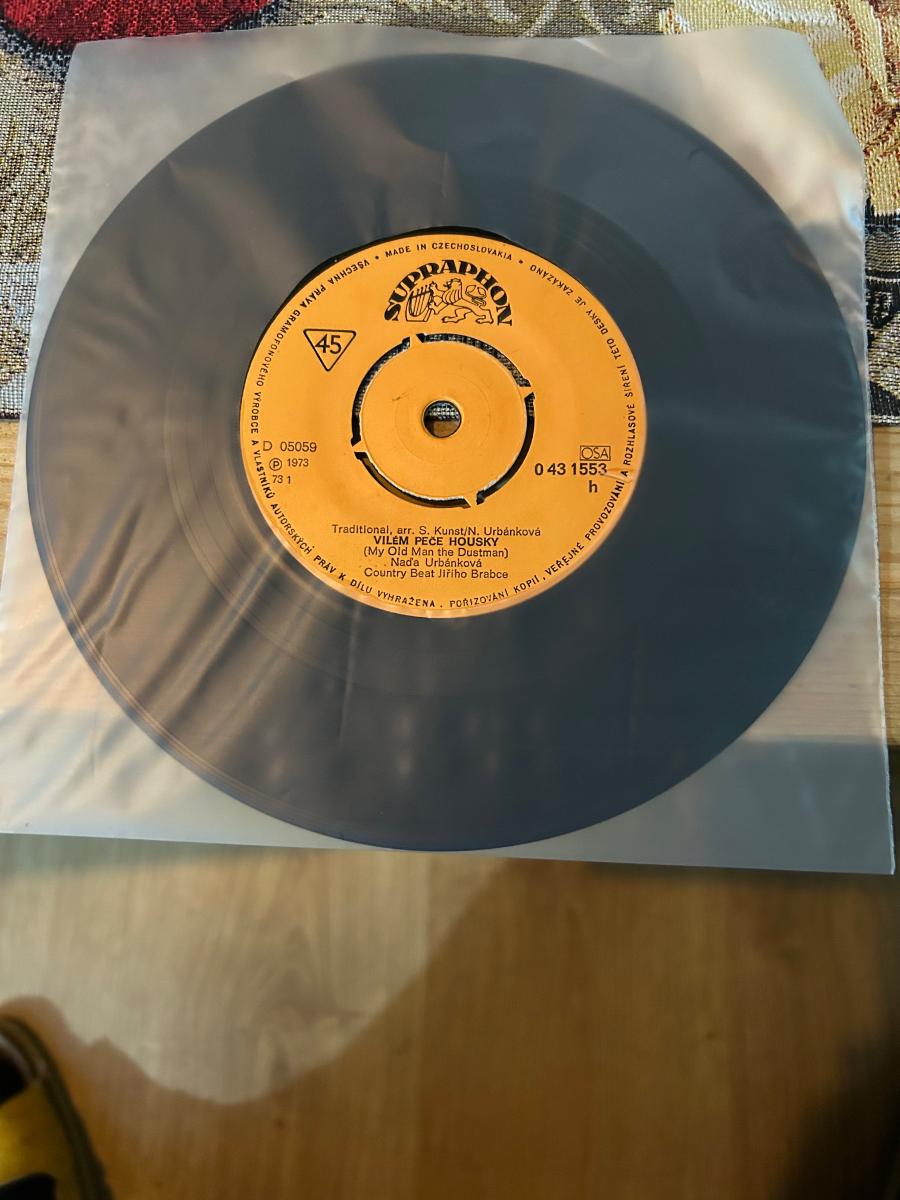 VŠECHNA PRÁVA GRAMOFONOVÉHO VÝROBCE A VLASTNÍKŮ AUTORSKÝCH PRÁV K DÍLU VYHRAŽENA . POŘIZOVÁNÍ KOPIÍ, VEŘEJNÉ PROVOZOVÁNÍ A ROZHLASOVÉ ŠÍŘENÍ TÉTO DESKY JE ZAKÁZÁNO • MADE IN CZECHOSLOVAKIA •
SUPRAPHON
45
D 05059
Ⓟ 1973
73 1
OSA
0 43 1553
h
Traditional, arr. S. Kunst/N. Urbánková
VILÉM PEČE HOUSKY
(My Old Man the Dustman)
Naďa Urbánková
Country Beat Jiřího Brabce